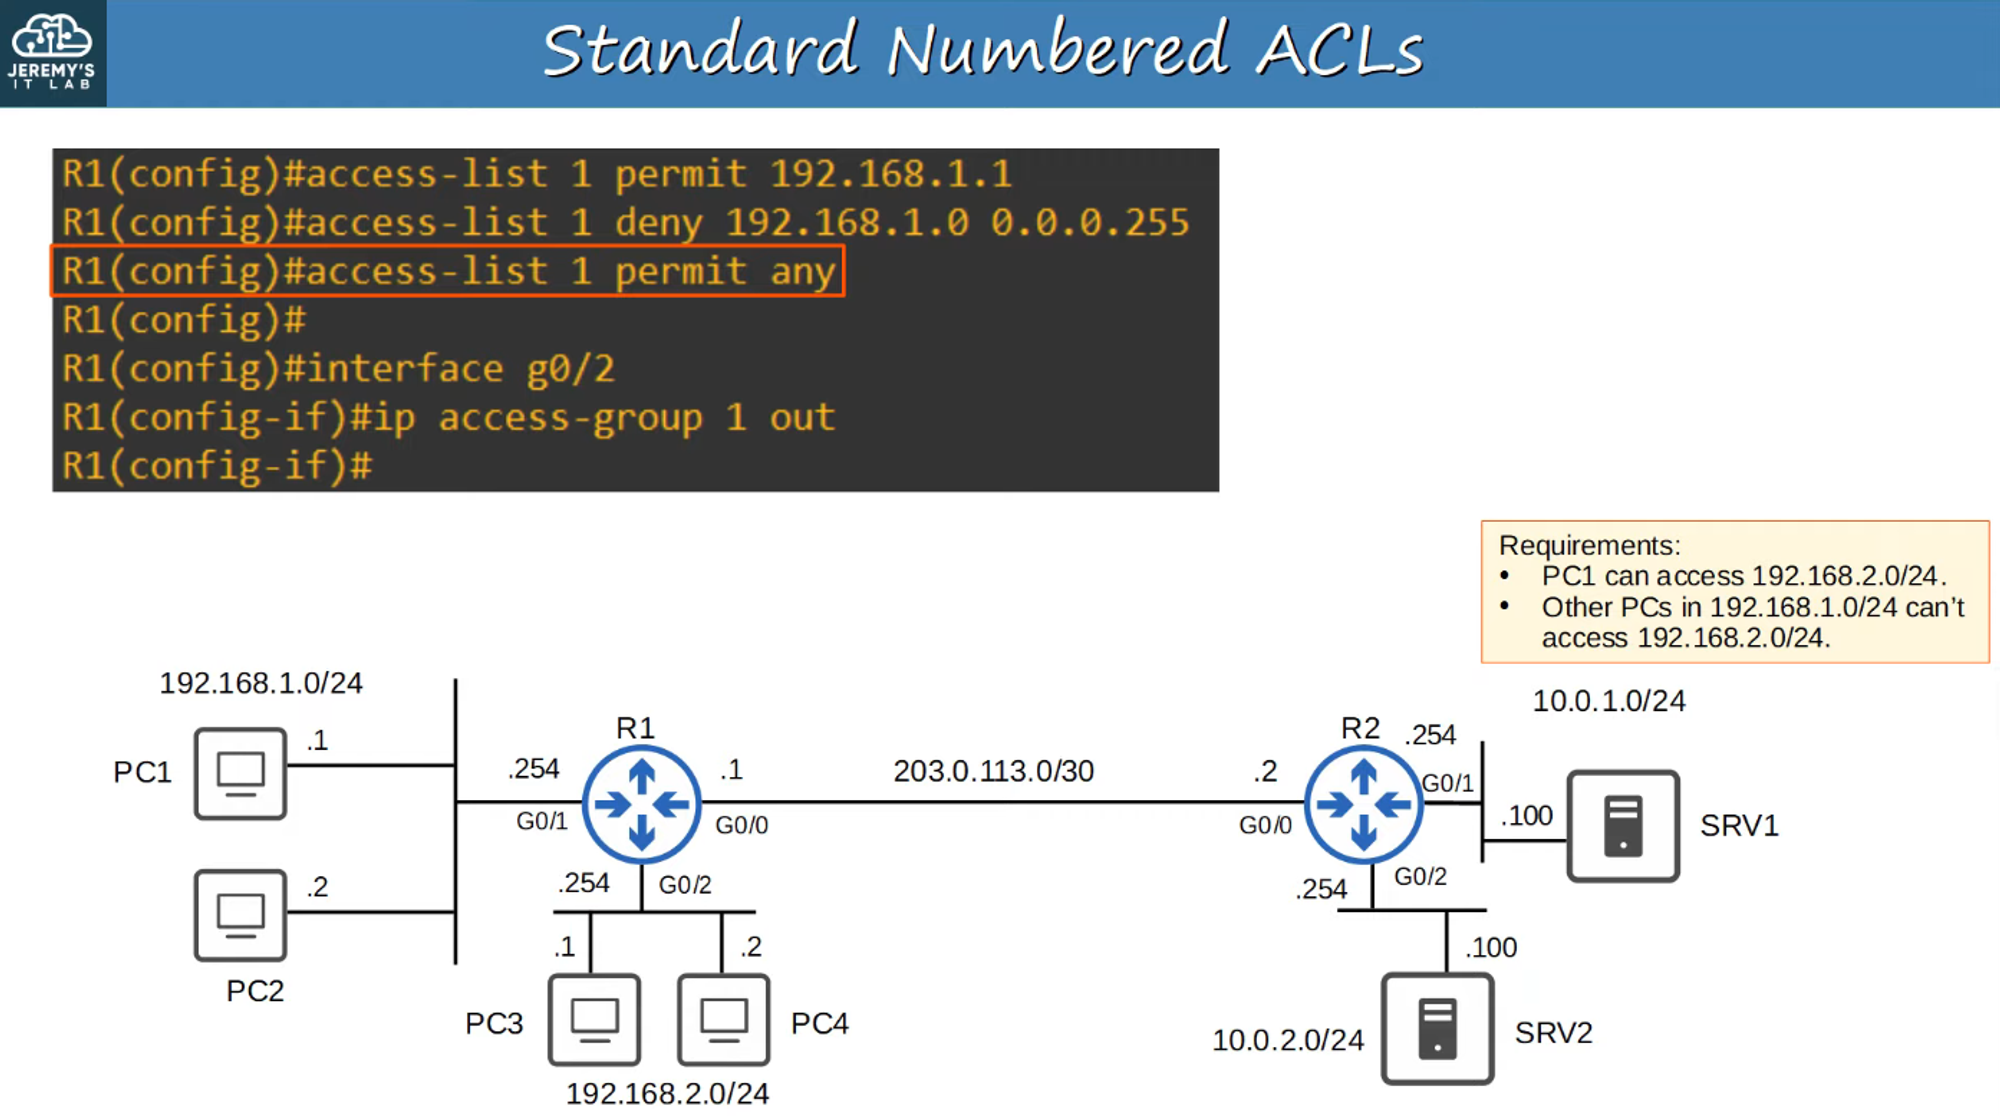 JEREMY'S
IT LAB
Standard Numbered ACLs
R1(config)#access-list 1 permit 192.168.1.1
R1(config)#access-list 1 deny 192.168.1.0 0.0.0.255
R1(config)#access-list 1 permit any
R1(config)#
R1(config)#interface g0/2
R1(config-if)#ip access-group 1 out
R1(config-if)#
Requirements:
• PC1 can access 192.168.2.0/24.
• Other PCs in 192.168.1.0/24 can't
access 192.168.2.0/24.
192.168.1.0/24
10.0.1.0/24
PC1
.1
.254
G0/1
R1
.1
G0/0
203.0.113.0/30
.2
G0/0
R2
.254
G0/1
.100
SRV1
.2
PC2
.254
G0/2
.1
.2
PC3
PC4
192.168.2.0/24
.254
G0/2
.100
10.0.2.0/24
SRV2